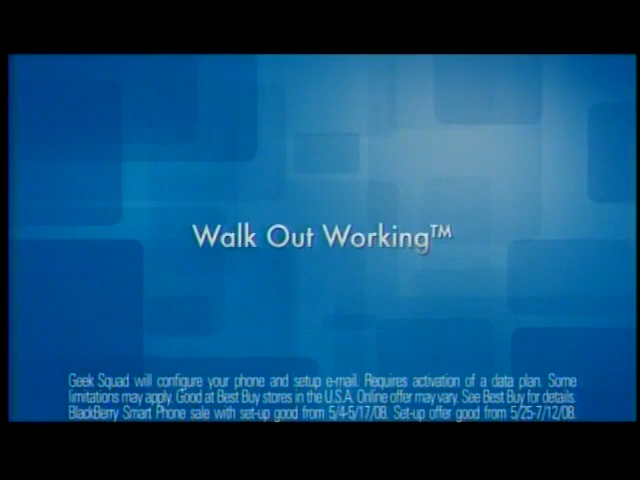 Walk Out Working™
Geek Squad will configure your phone and setup e-mail. Requires activation of a data plan. Some
limitations may apply. Good at Best Buy stores in the U.S.A. Online offer may vary. See Best Buy for details.
BlackBerry Smart Phone sale with set-up good from 5/4-5/17/08. Set-up offer good from 5/25-7/12/08.